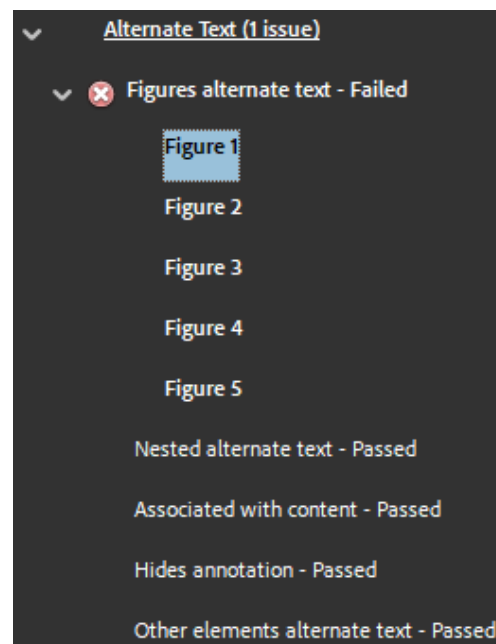 Alternate Text (1 issue)
Figures alternate text - Failed
Figure 1
Figure 2
Figure 3
Figure 4
Figure 5
Nested alternate text - Passed
Associated with content - Passed
Hides annotation - Passed
Other elements alternate text - Passed